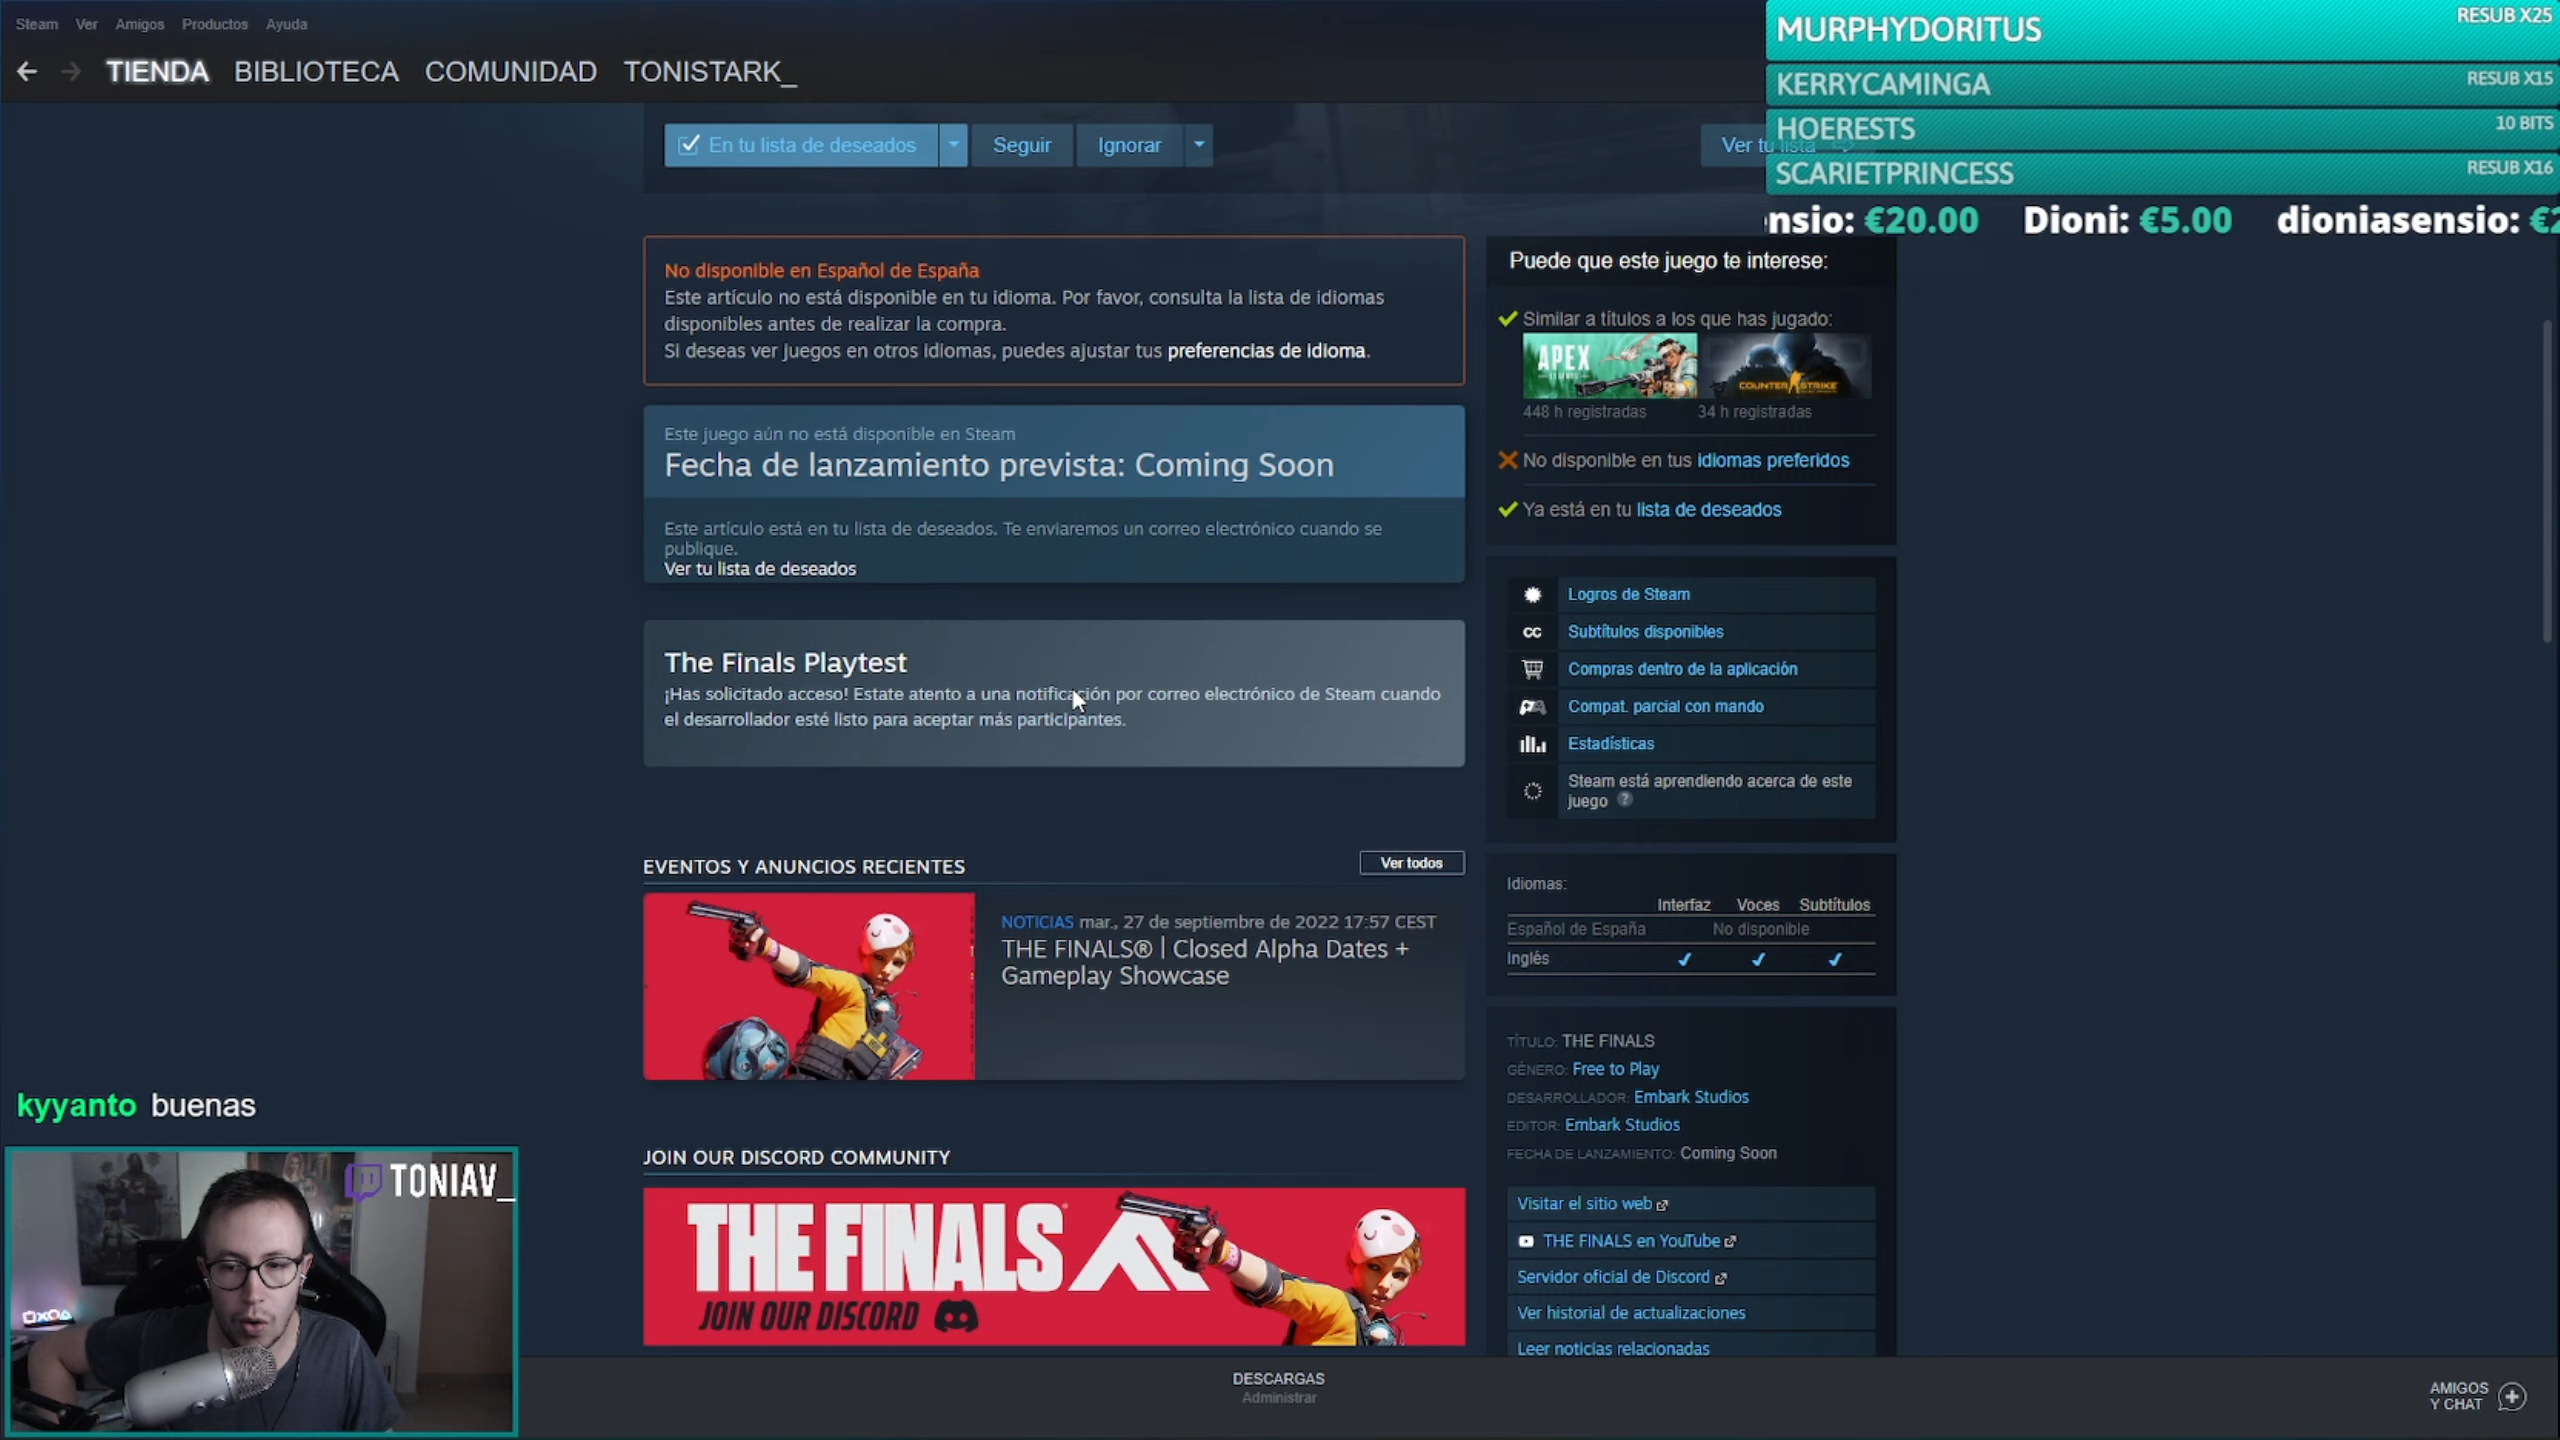 Steam Ver Amigos Productos Ayuda
TIENDA BIBLIOTECA COMUNIDAD TONISTARK_
MURPHYDORITUS RESUB X25
KERRYCAMINGA RESUB X15
HOERESTS 10 BITS
SCARIETPRINCESS RESUB X16
nsio: €20.00 Dioni: €5.00 dioniasensio: €2
En tu lista de deseados Seguir Ignorar Ver tu lista
No disponible en Español de España
Este artículo no está disponible en tu idioma. Por favor, consulta la lista de idiomas
disponibles antes de realizar la compra.
Si deseas ver juegos en otros idiomas, puedes ajustar tus preferencias de idioma.
Este juego aún no está disponible en Steam
Fecha de lanzamiento prevista: Coming Soon
Este artículo está en tu lista de deseados. Te enviaremos un correo electrónico cuando se
publique.
Ver tu lista de deseados
The Finals Playtest
¡Has solicitado acceso! Estate atento a una notificación por correo electrónico de Steam cuando
el desarrollador esté listo para aceptar más participantes.
EVENTOS Y ANUNCIOS RECIENTES Ver todos
NOTICIAS mar., 27 de septiembre de 2022 17:57 CEST
THE FINALS® | Closed Alpha Dates +
Gameplay Showcase
JOIN OUR DISCORD COMMUNITY
THE FINALS®
JOIN OUR DISCORD
Puede que este juego te interese:
Similar a títulos a los que has jugado:
APEX
LEGENDS
COUNTER STRIKE
448 h registradas 34 h registradas
No disponible en tus idiomas preferidos
Ya está en tu lista de deseados
Logros de Steam
CC Subtítulos disponibles
Compras dentro de la aplicación
Compat. parcial con mando
Estadísticas
Steam está aprendiendo acerca de este
juego ?
Idiomas:
Interfaz Voces Subtítulos
Español de España No disponible
Inglés ✔ ✔ ✔
TÍTULO: THE FINALS
GÉNERO: Free to Play
DESARROLLADOR: Embark Studios
EDITOR: Embark Studios
FECHA DE LANZAMIENTO: Coming Soon
Visitar el sitio web
THE FINALS en YouTube
Servidor oficial de Discord
Ver historial de actualizaciones
Leer noticias relacionadas
kyyanto buenas
TONIAV_
DESCARGAS
Administrar
AMIGOS
Y CHAT